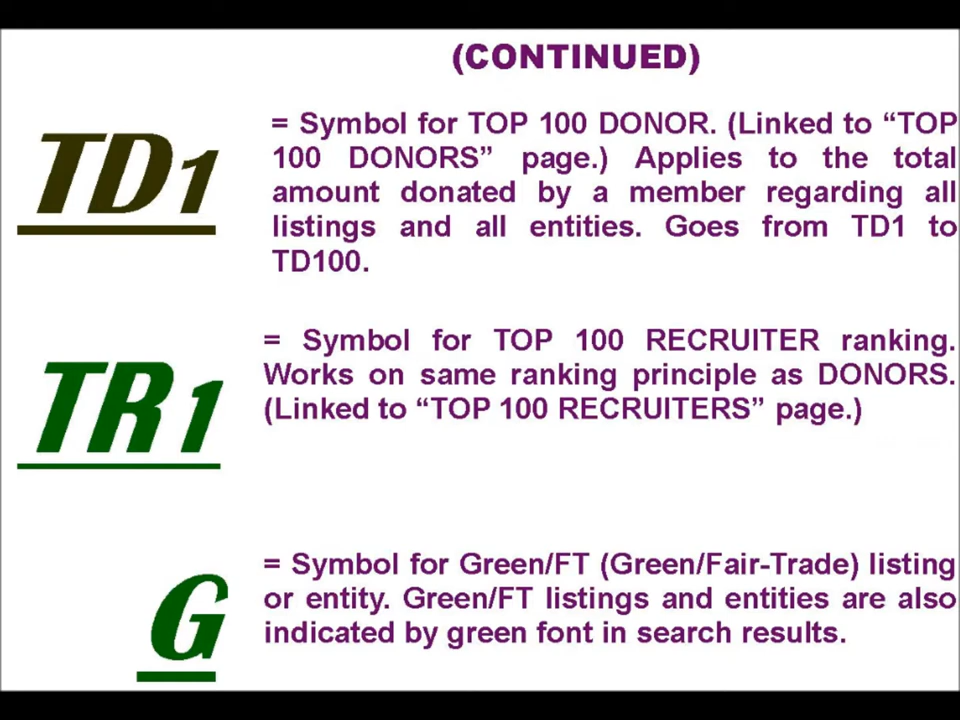 (CONTINUED)
TD1
= Symbol for TOP 100 DONOR. (Linked to “TOP
100 DONORS” page.) Applies to the total
amount donated by a member regarding all
listings and all entities. Goes from TD1 to
TD100.
TR1
= Symbol for TOP 100 RECRUITER ranking.
Works on same ranking principle as DONORS.
(Linked to “TOP 100 RECRUITERS” page.)
G
= Symbol for Green/FT (Green/Fair-Trade) listing
or entity. Green/FT listings and entities are also
indicated by green font in search results.